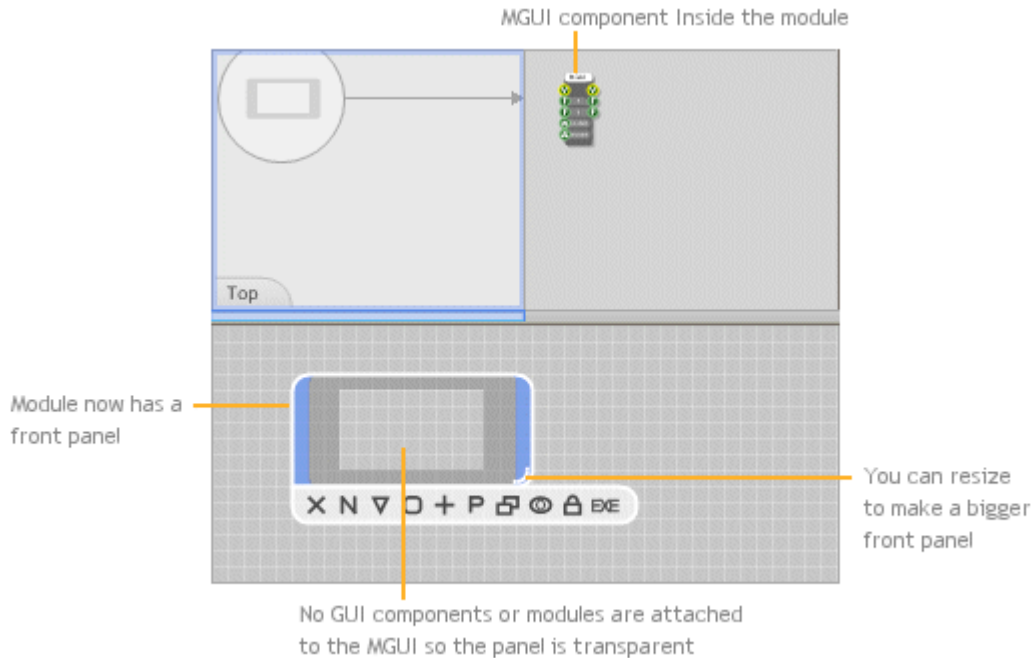 MGUI component Inside the module
Top
Module now has a
front panel
X N P EXE
You can resize
to make a bigger
front panel
No GUI components or modules are attached
to the MGUI so the panel is transparent